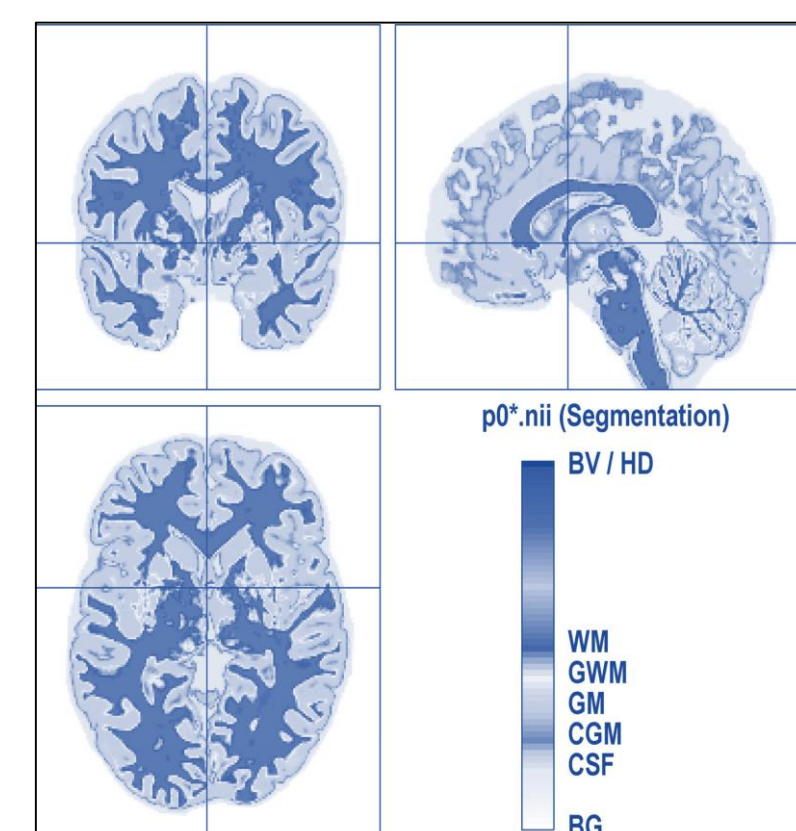 p0*.nii (Segmentation)
BV / HD
WM
GWM
GM
CGM
CSF
BG